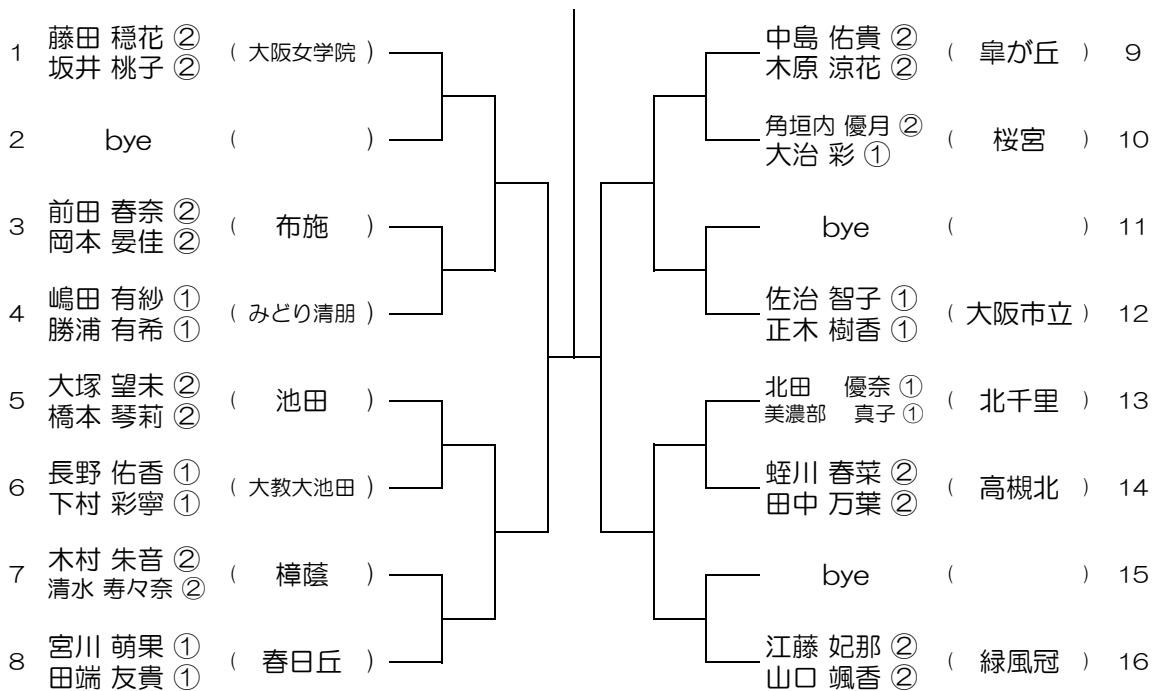 1 藤田 穏花 ② ( 大阪女学院 )
坂井 桃子 ②
2 bye ( )
3 前田 春奈 ② ( 布施 )
岡本 晏佳 ②
4 嶋田 有紗 ① ( みどり清朋 )
勝浦 有希 ①
5 大塚 望未 ② ( 池田 )
橋本 琴莉 ②
6 長野 佑香 ① ( 大教大池田 )
下村 彩寧 ①
7 木村 朱音 ② ( 樟蔭 )
清水 寿々奈 ②
8 宮川 萌果 ① ( 春日丘 )
田端 友貴 ①
中島 佑貴 ② ( 皐が丘 ) 9
木原 涼花 ②
角垣内 優月 ② ( 桜宮 ) 10
大治 彩 ①
bye ( ) 11
佐治 智子 ① ( 大阪市立 ) 12
正木 樹香 ①
北田 優奈 ① ( 北千里 ) 13
美濃部 真子 ①
蛭川 春菜 ② ( 高槻北 ) 14
田中 万葉 ②
bye ( ) 15
江藤 妃那 ② ( 緑風冠 ) 16
山口 颯香 ②